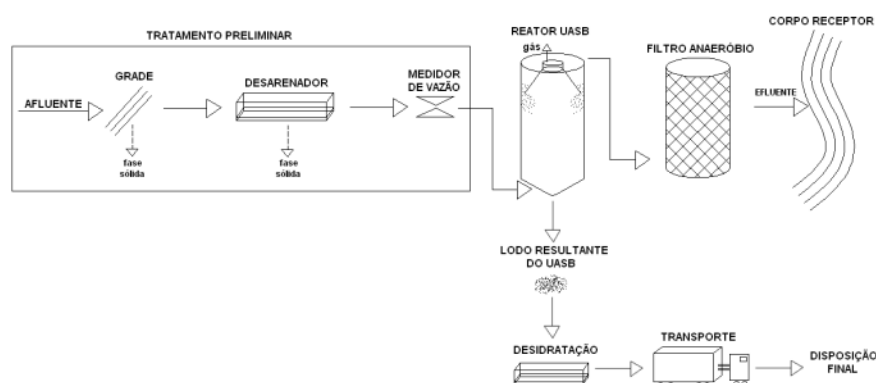 TRATAMENTO PRELIMINAR
AFLUENTE
GRADE
fase
sólida
DESARENADOR
fase
sólida
MEDIDOR
DE VAZÃO
REATOR UASB
gás
FILTRO ANAERÓBIO
EFLUENTE
CORPO RECEPTOR
LODO RESULTANTE
DO UASB
DESIDRATAÇÃO
TRANSPORTE
DISPOSIÇÃO
FINAL